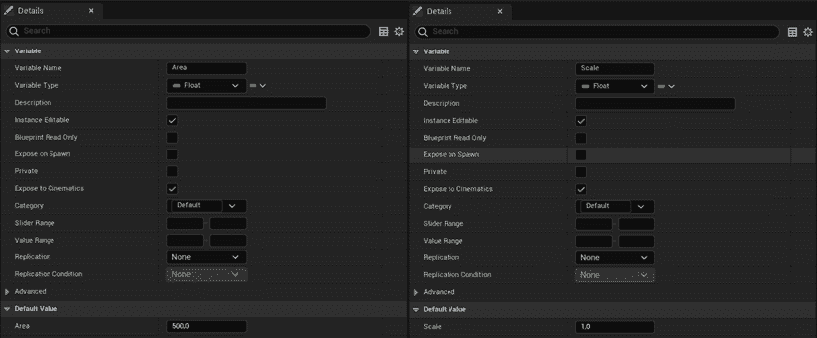 Details
Search
Variable
Variable Name Area
Variable Type Float
Description
Instance Editable
Blueprint Read Only
Expose on Spawn
Private
Expose to Cinematics
Category Default
Slider Range
Value Range
Replication None
Replication Condition None
Advanced
Default Value
Area 500,0
Details
Search
Variable
Variable Name Scale
Variable Type Float
Description
Instance Editable
Blueprint Read Only
Expose on Spawn
Private
Expose to Cinematics
Category Default
Slider Range
Value Range
Replication None
Replication Condition None
Advanced
Default Value
Scale 1,0